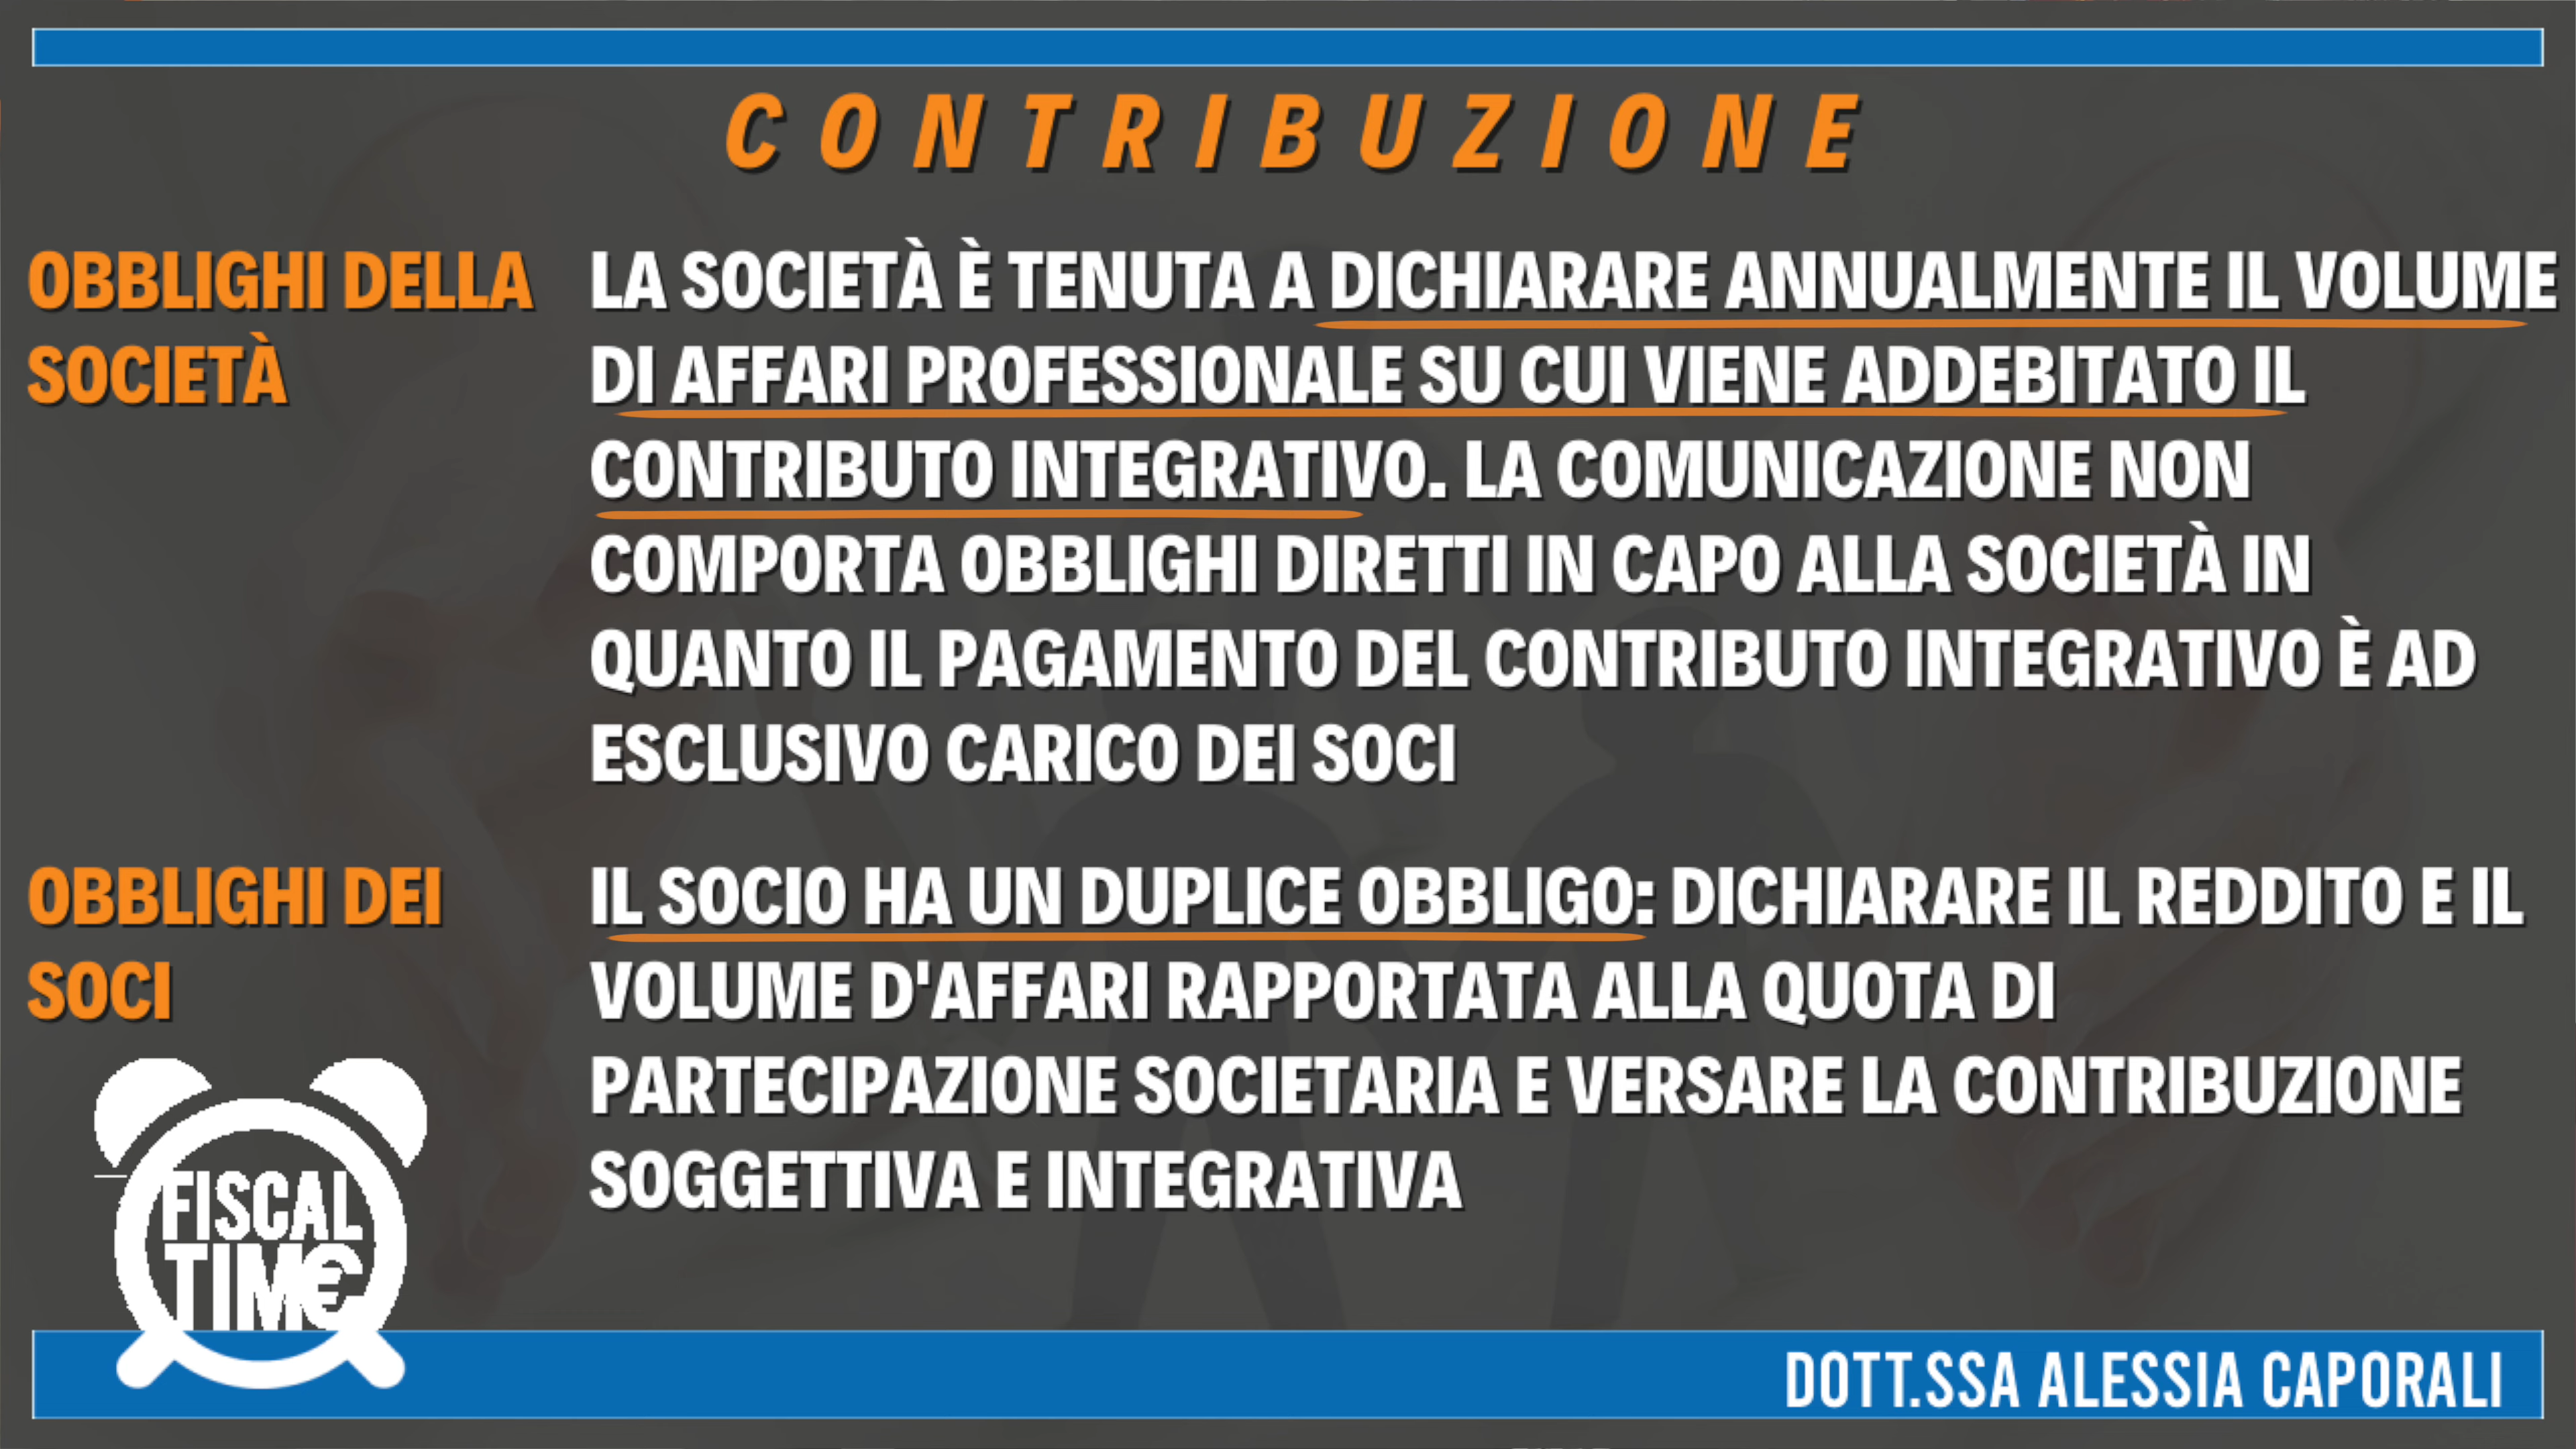 CONTRIBUZIONE
OBBLIGHI DELLA
SOCIETÀ
LA SOCIETÀ È TENUTA A DICHIARARE ANNUALMENTE IL VOLUME
DI AFFARI PROFESSIONALE SU CUI VIENE ADDEBITATO IL
CONTRIBUTO INTEGRATIVO. LA COMUNICAZIONE NON
COMPORTA OBBLIGHI DIRETTI IN CAPO ALLA SOCIETÀ IN
QUANTO IL PAGAMENTO DEL CONTRIBUTO INTEGRATIVO È AD
ESCLUSIVO CARICO DEI SOCI
OBBLIGHI DEI
SOCI
IL SOCIO HA UN DUPLICE OBBLIGO: DICHIARARE IL REDDITO E IL
VOLUME D'AFFARI RAPPORTATA ALLA QUOTA DI
PARTECIPAZIONE SOCIETARIA E VERSARE LA CONTRIBUZIONE
SOGGETTIVA E INTEGRATIVA
FISCAL
TIM€
DOTT.SSA ALESSIA CAPORALI